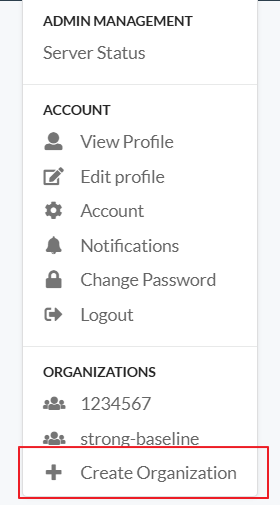 ADMIN MANAGEMENT
Server Status
ACCOUNT
View Profile
Edit profile
Account
Notifications
Change Password
Logout
ORGANIZATIONS
1234567
strong-baseline
Create Organization